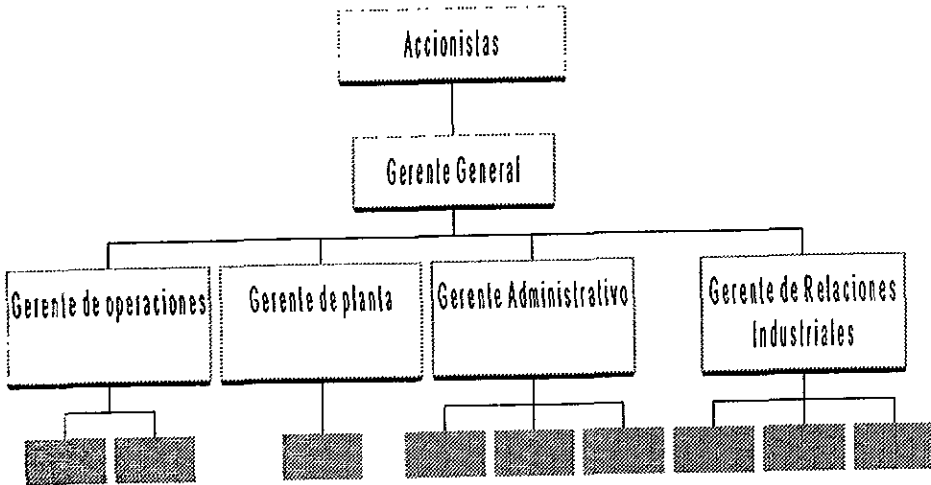 Accionistas
Gerente General
Gerente de operaciones
Gerente de planta
Gerente Administrativo
Gerente de Relaciones
Industriales